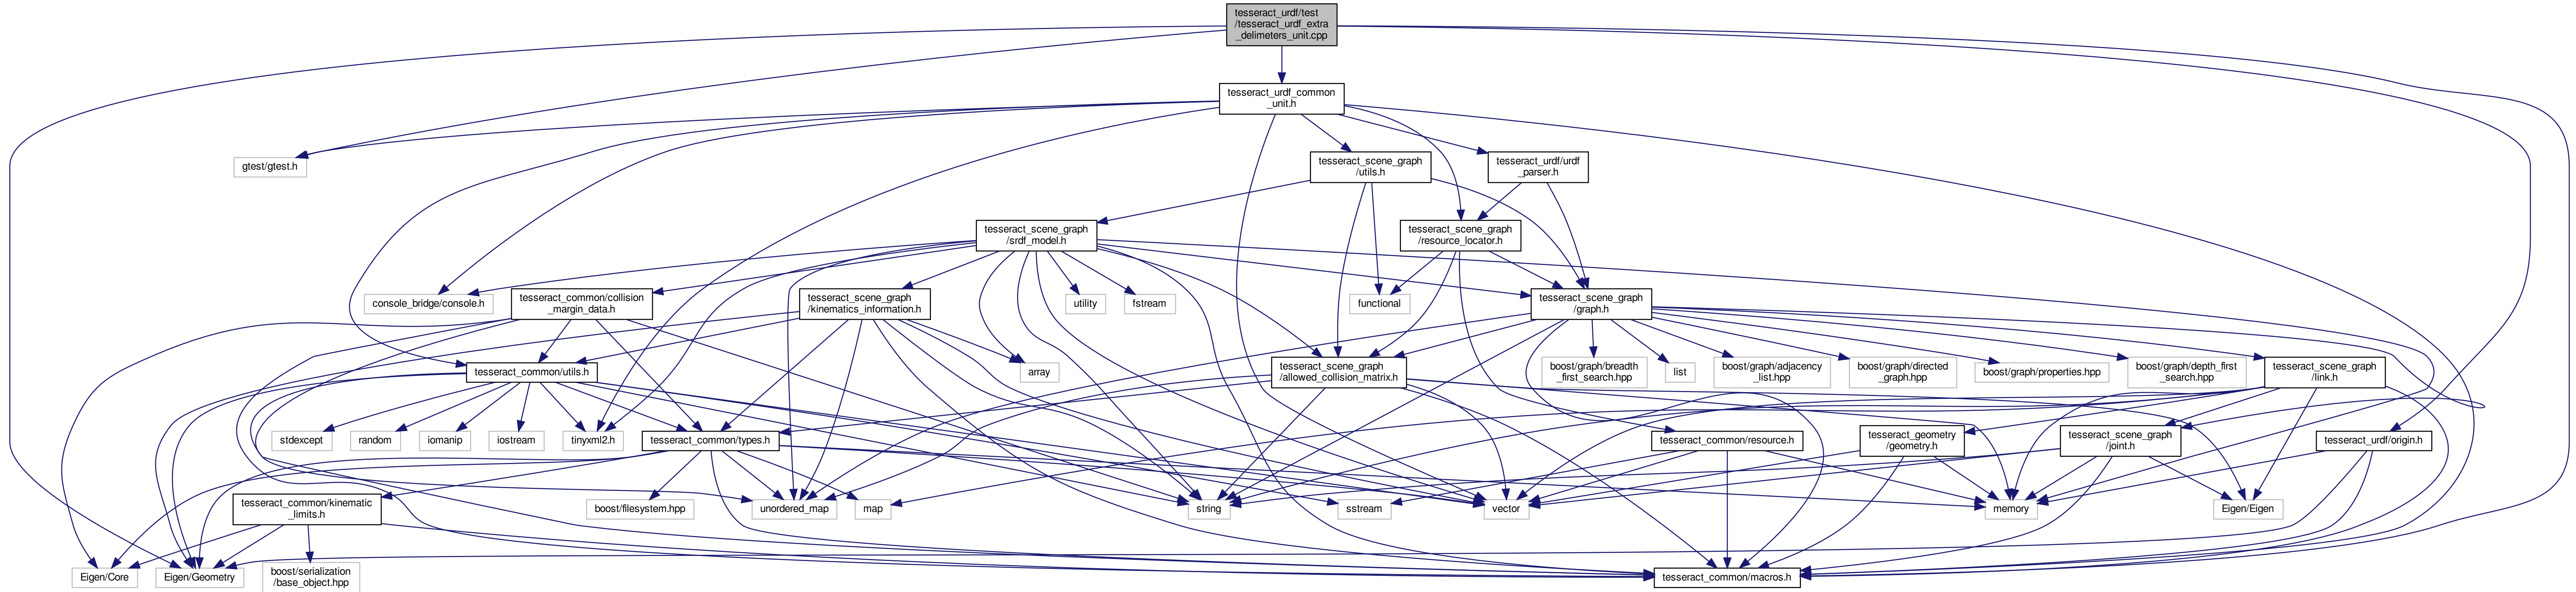 tesseract_urdf/test
/tesseract_urdf_extra
_delimeters_unit.cpp
tesseract_urdf_common
_unit.h
gtest/gtest.h
tesseract_scene_graph
/utils.h
tesseract_urdf/urdf
_parser.h
tesseract_scene_graph
/srdf_model.h
tesseract_scene_graph
/resource_locator.h
console_bridge/console.h
tesseract_common/collision
_margin_data.h
tesseract_scene_graph
/kinematics_information.h
utility
fstream
functional
tesseract_scene_graph
/graph.h
tesseract_common/utils.h
array
tesseract_scene_graph
/allowed_collision_matrix.h
boost/graph/breadth
_first_search.hpp
list
boost/graph/adjacency
_list.hpp
boost/graph/directed
_graph.hpp
boost/graph/properties.hpp
boost/graph/depth_first
_search.hpp
tesseract_scene_graph
/link.h
stdexcept
random
iomanip
iostream
tinyxml2.h
tesseract_common/types.h
tesseract_common/resource.h
tesseract_geometry
/geometry.h
tesseract_scene_graph
/joint.h
tesseract_urdf/origin.h
tesseract_common/kinematic
_limits.h
boost/filesystem.hpp
unordered_map
map
string
sstream
vector
memory
Eigen/Eigen
Eigen/Core
Eigen/Geometry
boost/serialization
/base_object.hpp
tesseract_common/macros.h